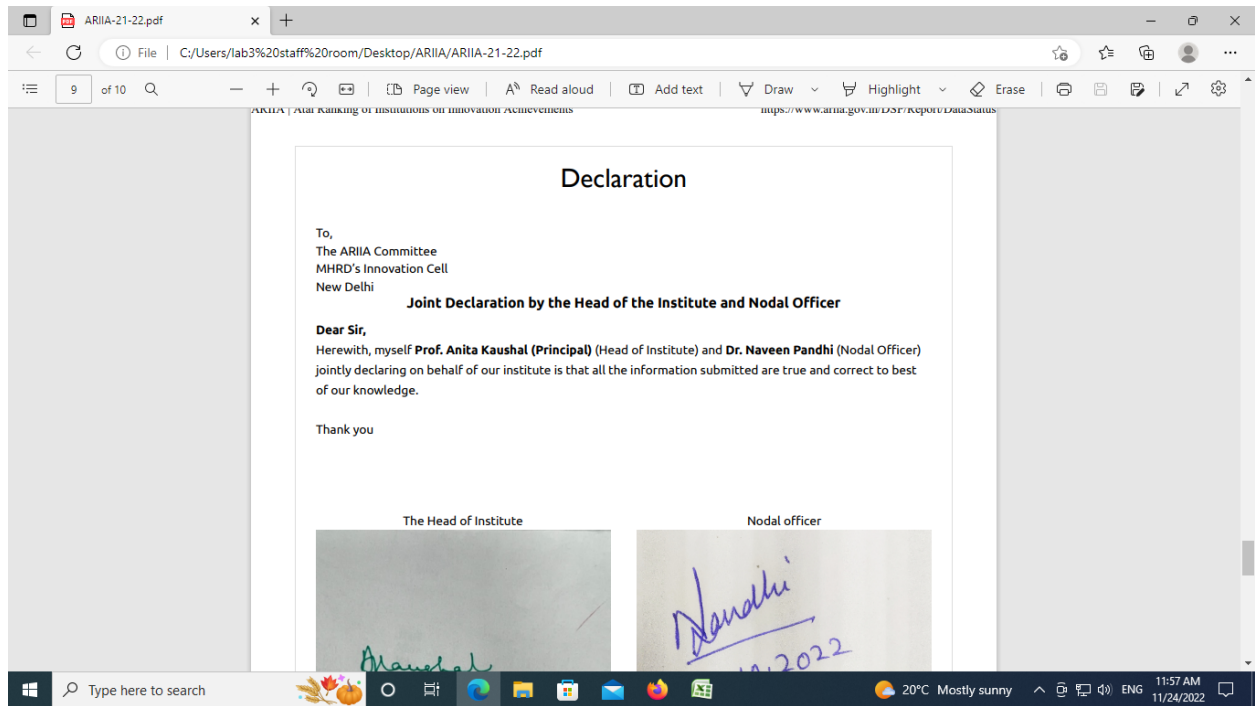 ARIIA-21-22.pdf
File | C:/Users/lab3%20staff%20room/Desktop/ARIIA/ARIIA-21-22.pdf
9 of 10 Page view Read aloud Add text Draw Highlight Erase
ARIIA | Atal Ranking of Institutions on Innovation Achievements https://www.ariia.gov.in/DSP/Report/DataStatus
Declaration
To,
The ARIIA Committee
MHRD's Innovation Cell
New Delhi
Joint Declaration by the Head of the Institute and Nodal Officer
Dear Sir,
Herewith, myself Prof. Anita Kaushal (Principal) (Head of Institute) and Dr. Naveen Pandhi (Nodal Officer)
jointly declaring on behalf of our institute is that all the information submitted are true and correct to best
of our knowledge.
Thank you
The Head of Institute Nodal officer
2022
Type here to search 20°C Mostly sunny ENG 11:57 AM
11/24/2022